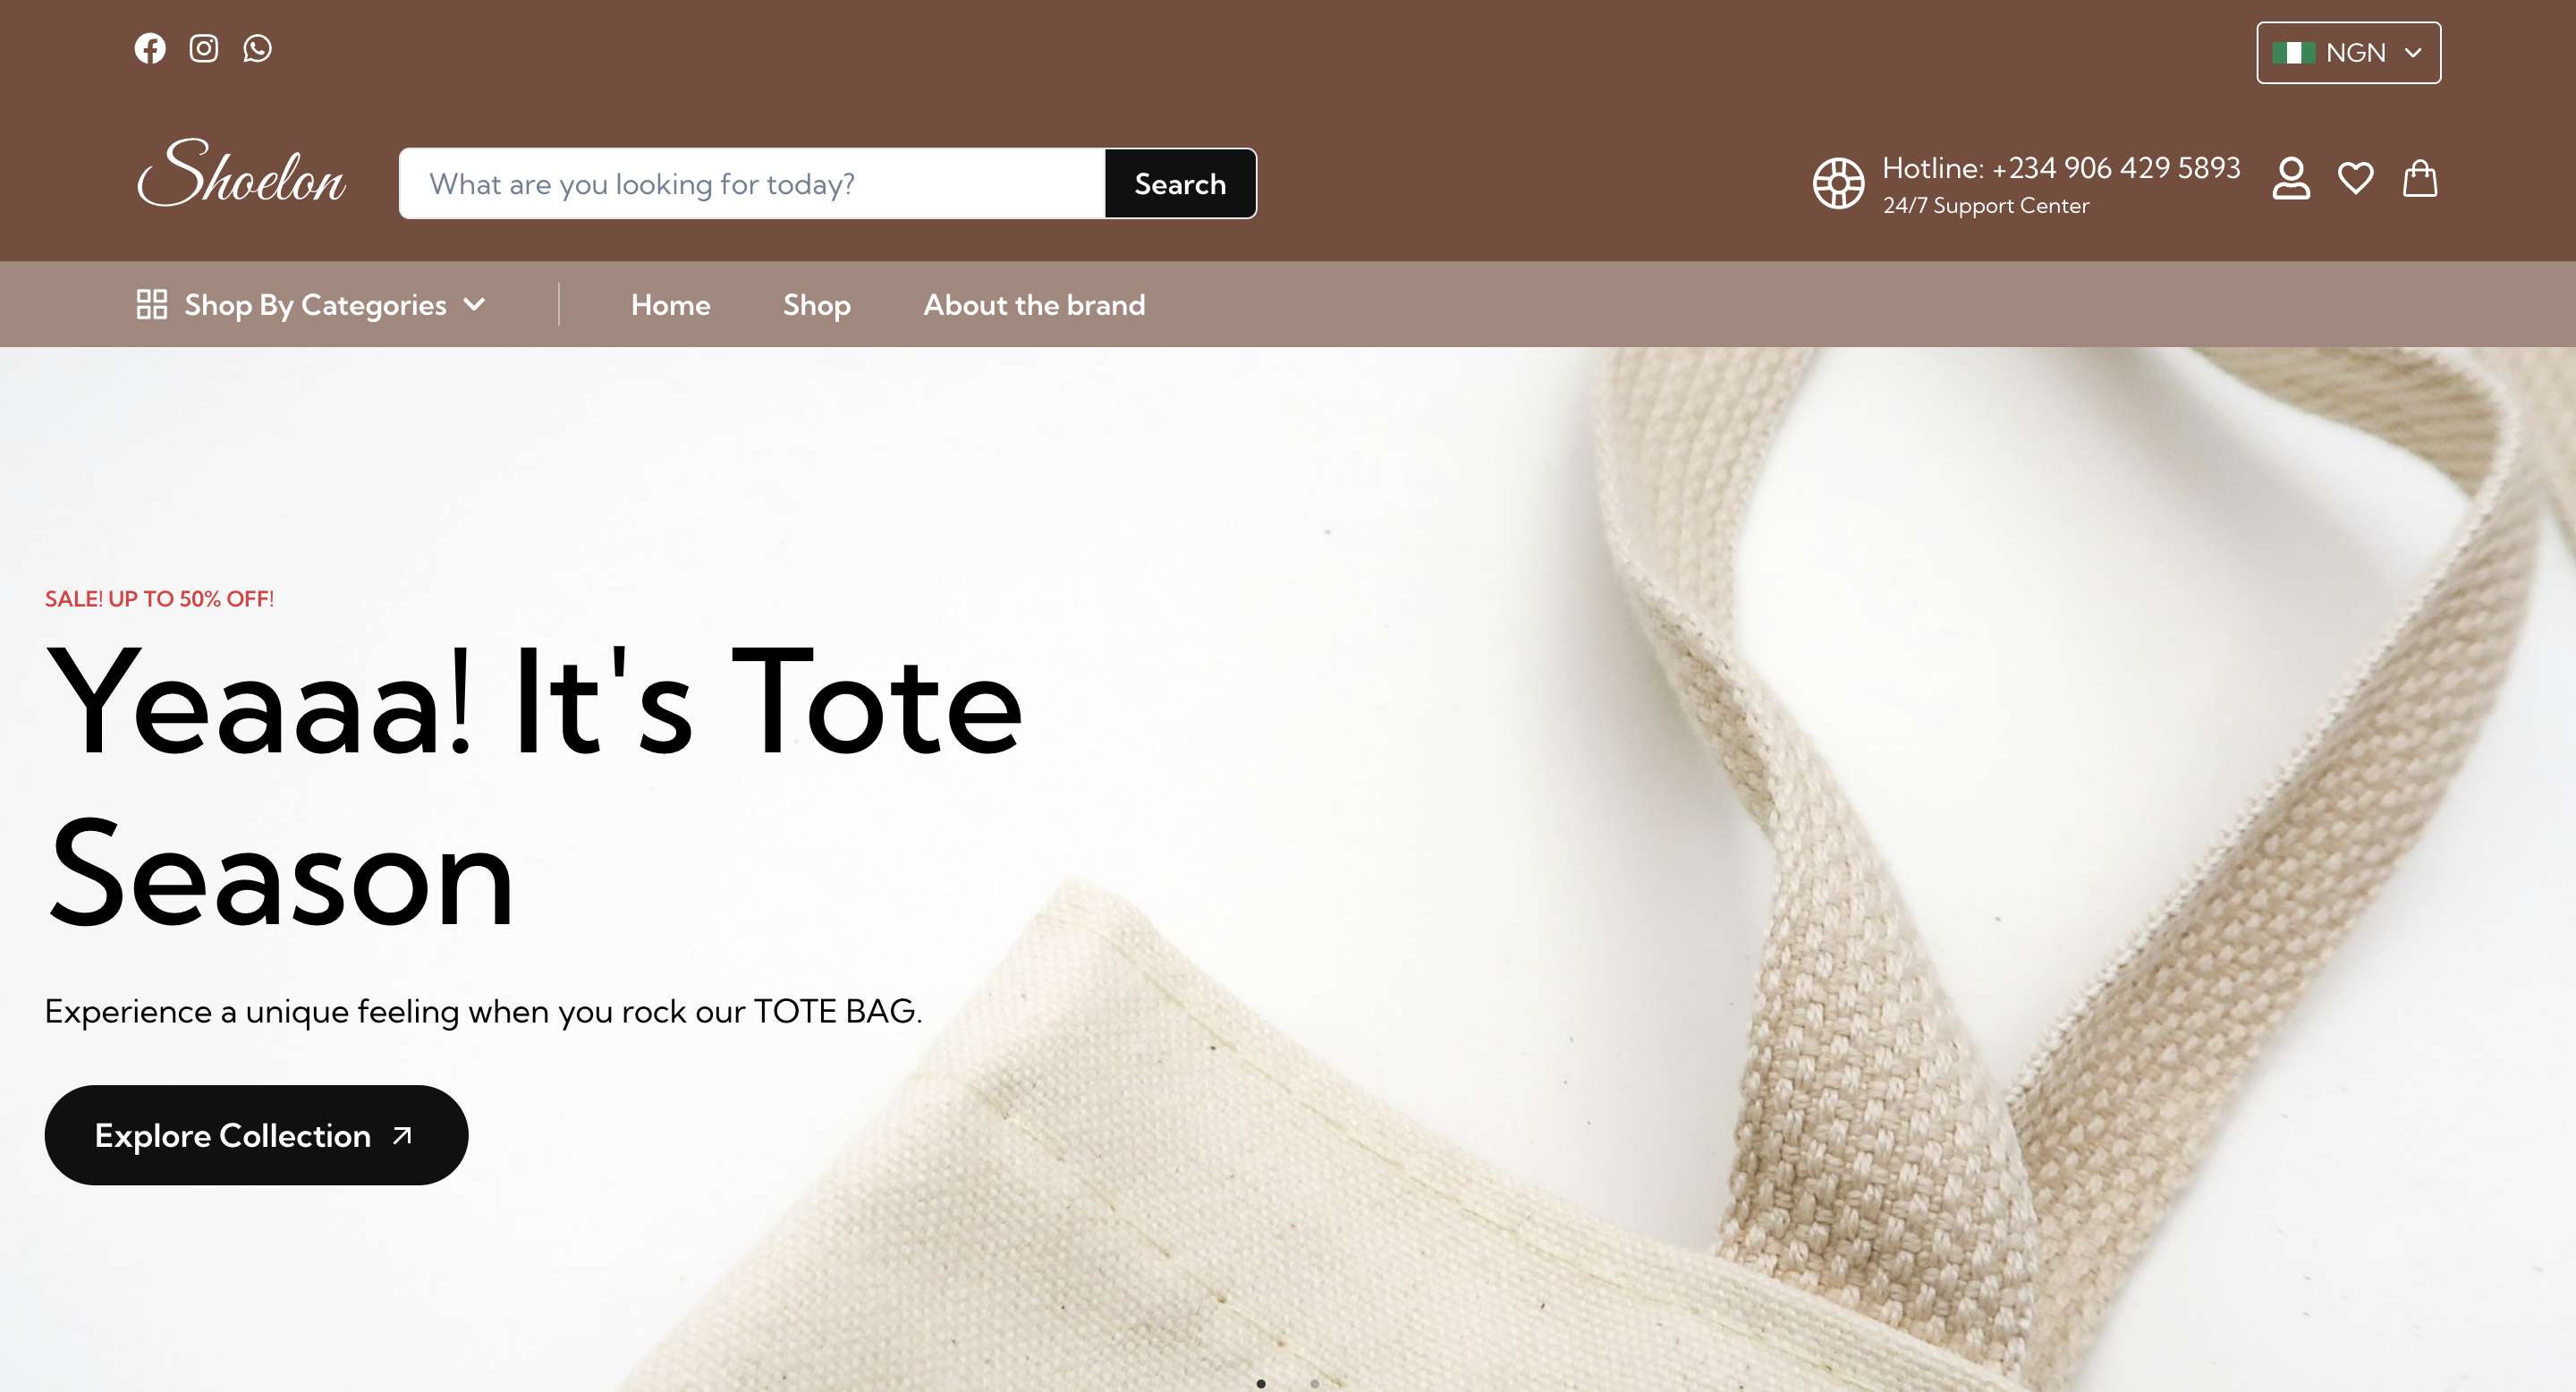 NGN
Shoelon
What are you looking for today?
Search
Hotline: +234 906 429 5893
24/7 Support Center
Shop By Categories
Home
Shop
About the brand
SALE! UP TO 50% OFF!
Yeaaa! It's Tote
Season
Experience a unique feeling when you rock our TOTE BAG.
Explore Collection